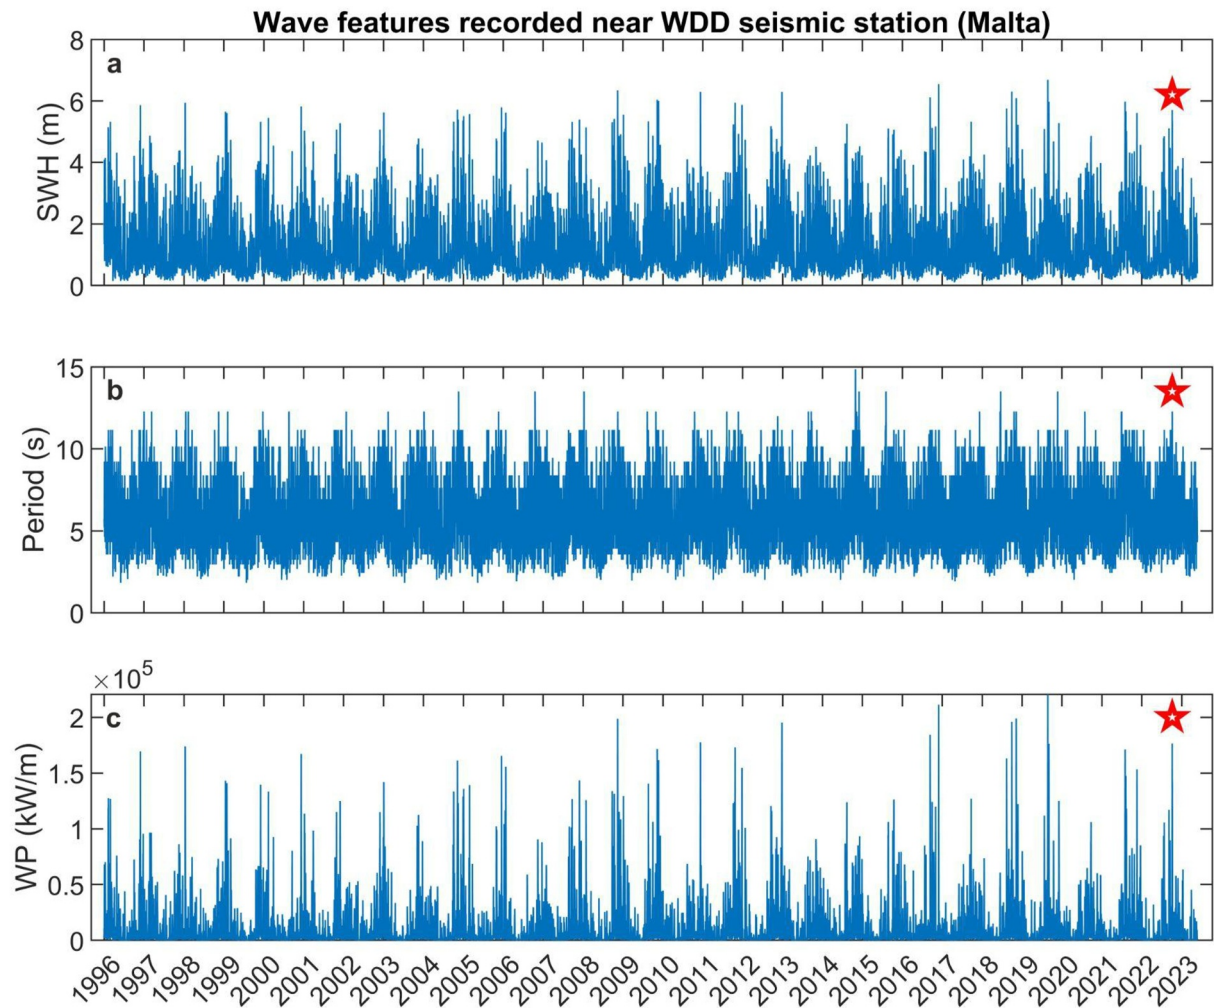 Wave features recorded near WDD seismic station (Malta)
a
SWH (m)
8
6
4
2
0
b
Period (s)
15
10
5
0
×10⁵
c
WP (kW/m)
2
1.5
1
0.5
0
1996 1997 1998 1999 2000 2001 2002 2003 2004 2005 2006 2007 2008 2009 2010 2011 2012 2013 2014 2015 2016 2017 2018 2019 2020 2021 2022 2023